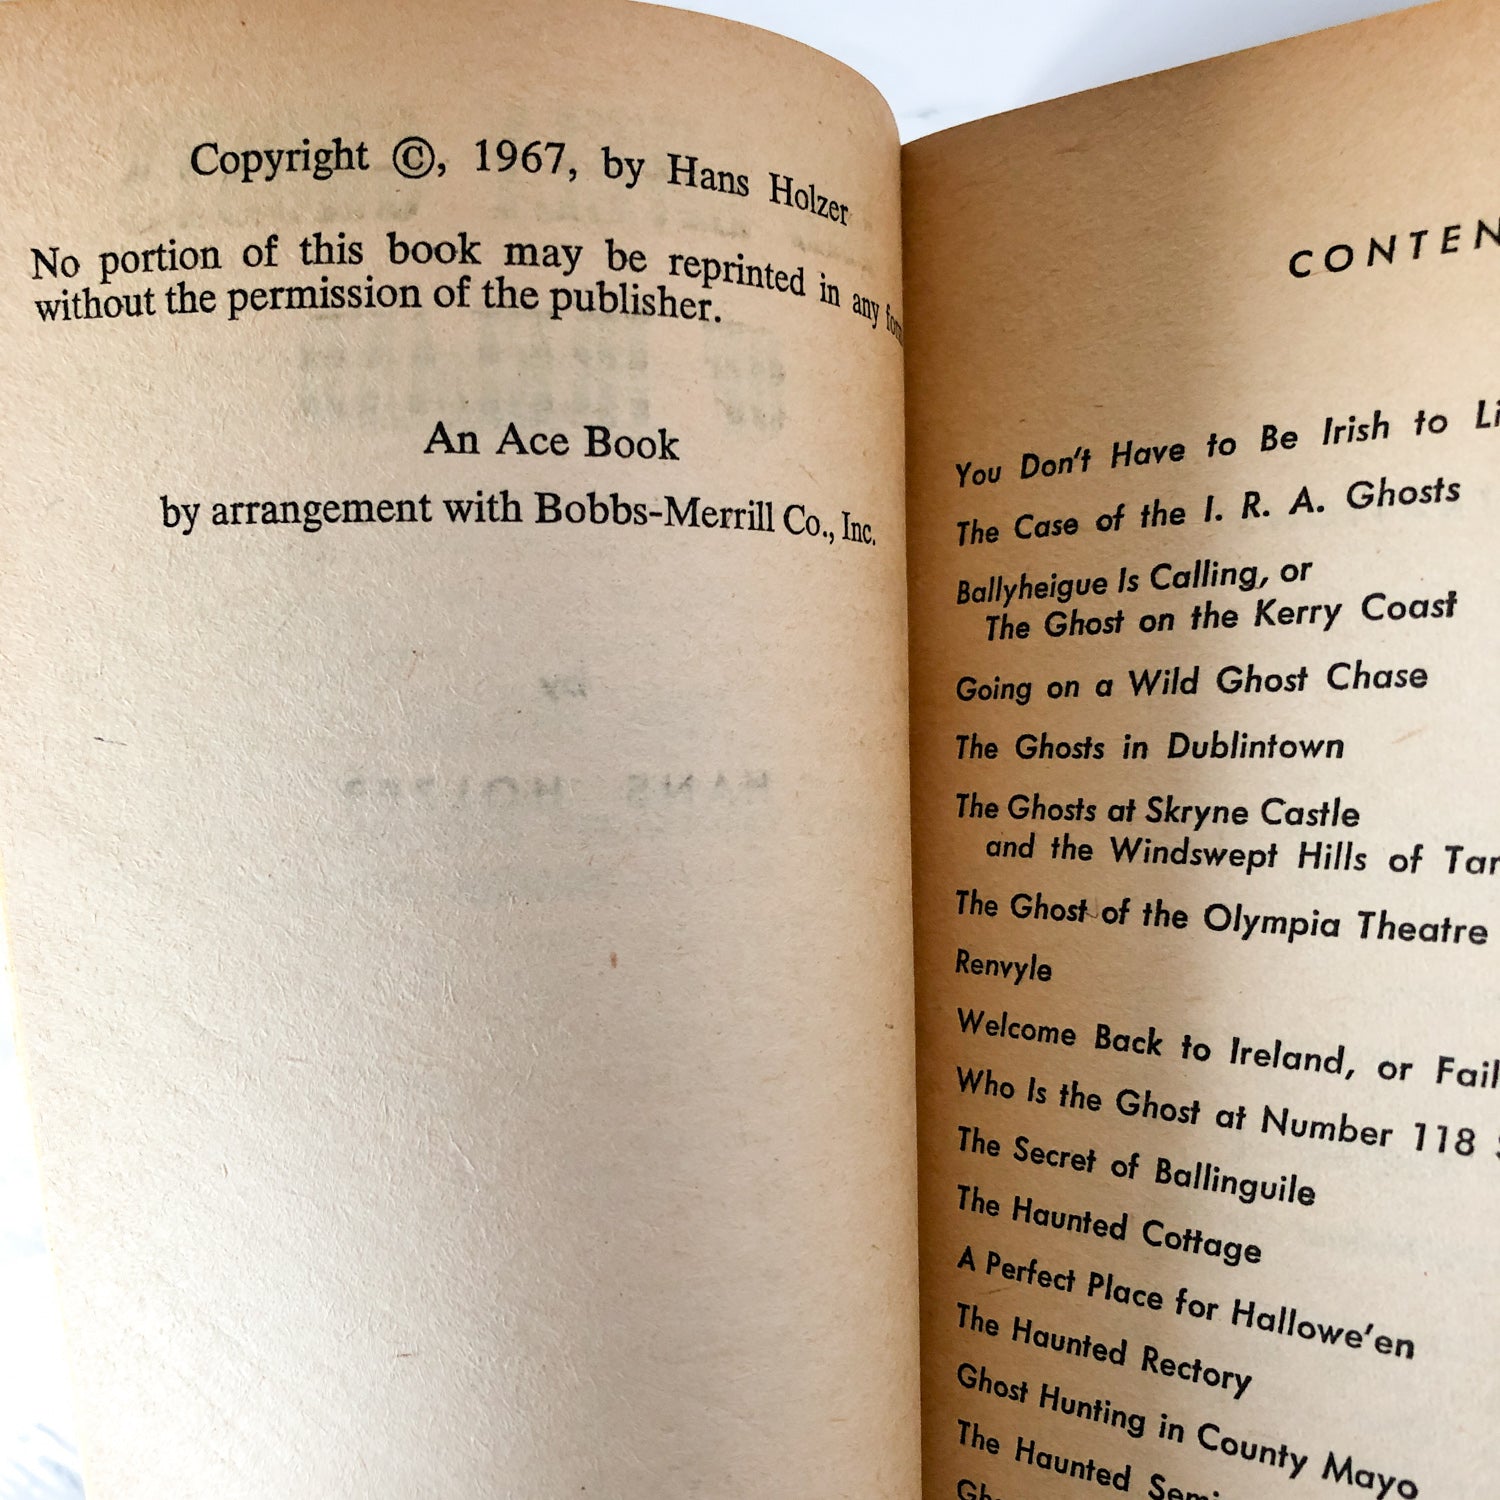 Copyright ©, 1967, by Hans Holzer
No portion of this book may be reprinted in any
without the permission of the publisher.
An Ace Book
by arrangement with Bobbs-Merrill Co., Inc.
CONTEN
You Don't Have to Be Irish to Li
The Case of the I. R. A. Ghosts
Ballyheigue Is Calling, or
The Ghost on the Kerry Coast
Going on a Wild Ghost Chase
The Ghosts in Dublintown
The Ghosts at Skryne Castle
and the Windswept Hills of Tar
The Ghost of the Olympia Theatre
Renvyle
Welcome Back to Ireland, or Fail
Who Is the Ghost at Number 118
The Secret of Ballinguile
The Haunted Cottage
A Perfect Place for Hallowe'en
The Haunted Rectory
Ghost Hunting in County Mayo
The Haunted Semi